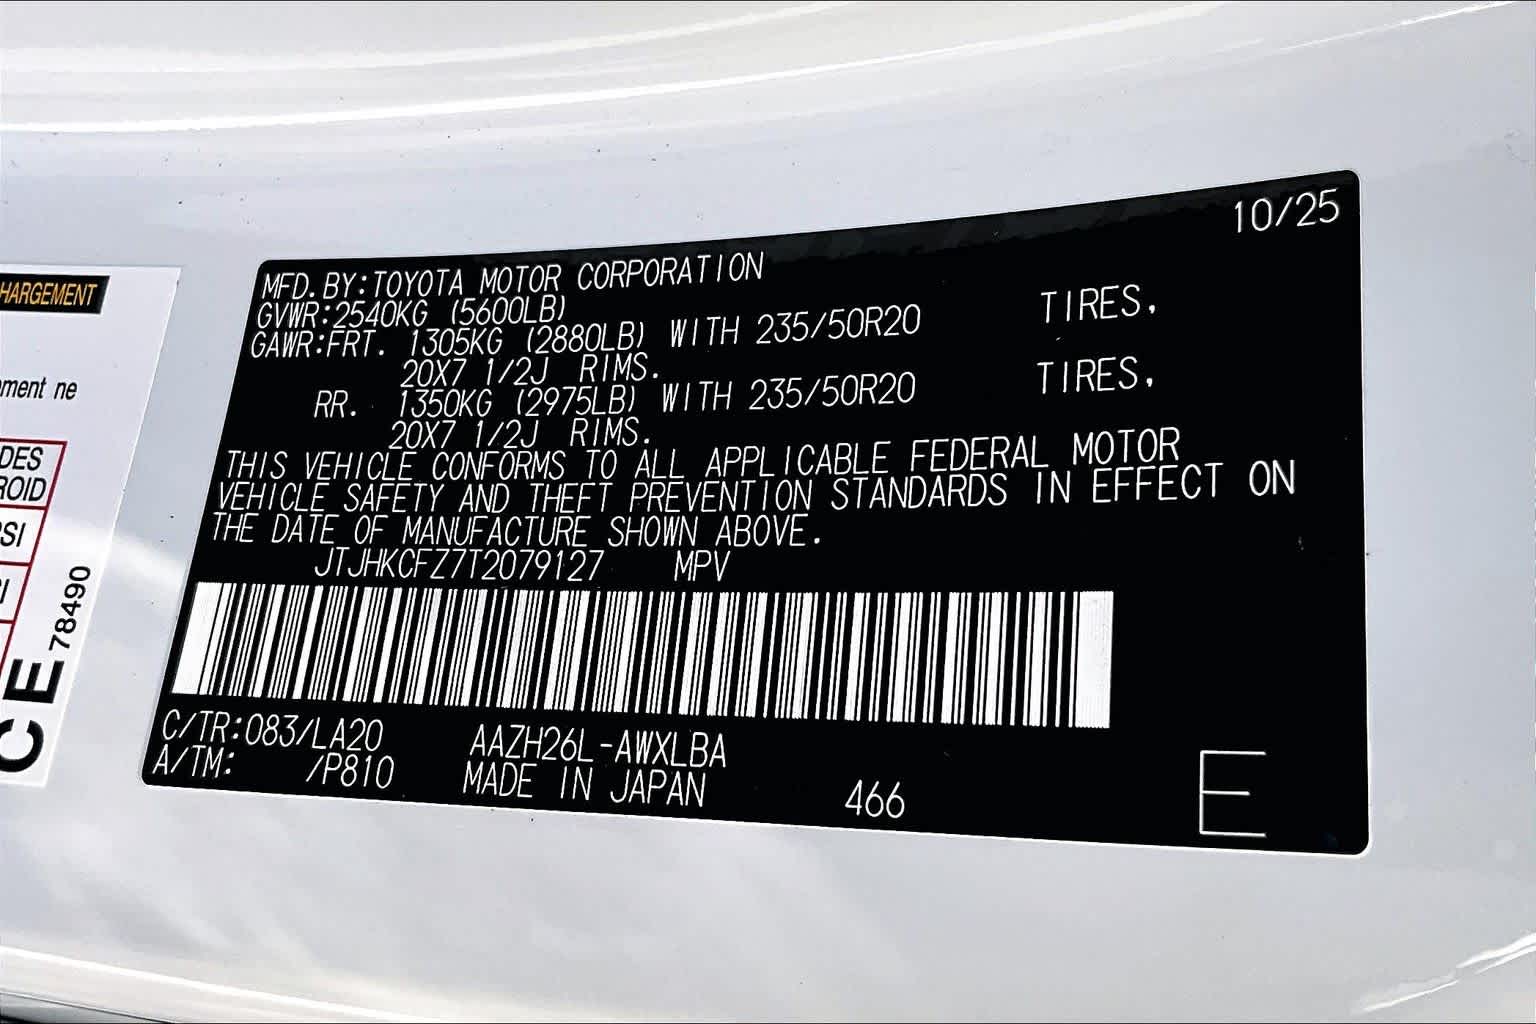 HARGEMENT
ment ne
DES
ROID
SI
I
CE 78490
10/25
MFD. BY:TOYOTA MOTOR CORPORATION
GVWR:2540KG (5600LB)
GAWR:FRT. 1305KG (2880LB) WITH 235/50R20 TIRES,
20X7 1/2J RIMS.
RR. 1350KG (2975LB) WITH 235/50R20 TIRES,
20X7 1/2J RIMS.
THIS VEHICLE CONFORMS TO ALL APPLICABLE FEDERAL MOTOR
VEHICLE SAFETY AND THEFT PREVENTION STANDARDS IN EFFECT ON
THE DATE OF MANUFACTURE SHOWN ABOVE.
JTJHKCFZ7T2079127 MPV
C/TR:083/LA20 AAZH26L-AWXLBA
A/TM: /P810 MADE IN JAPAN 466 E